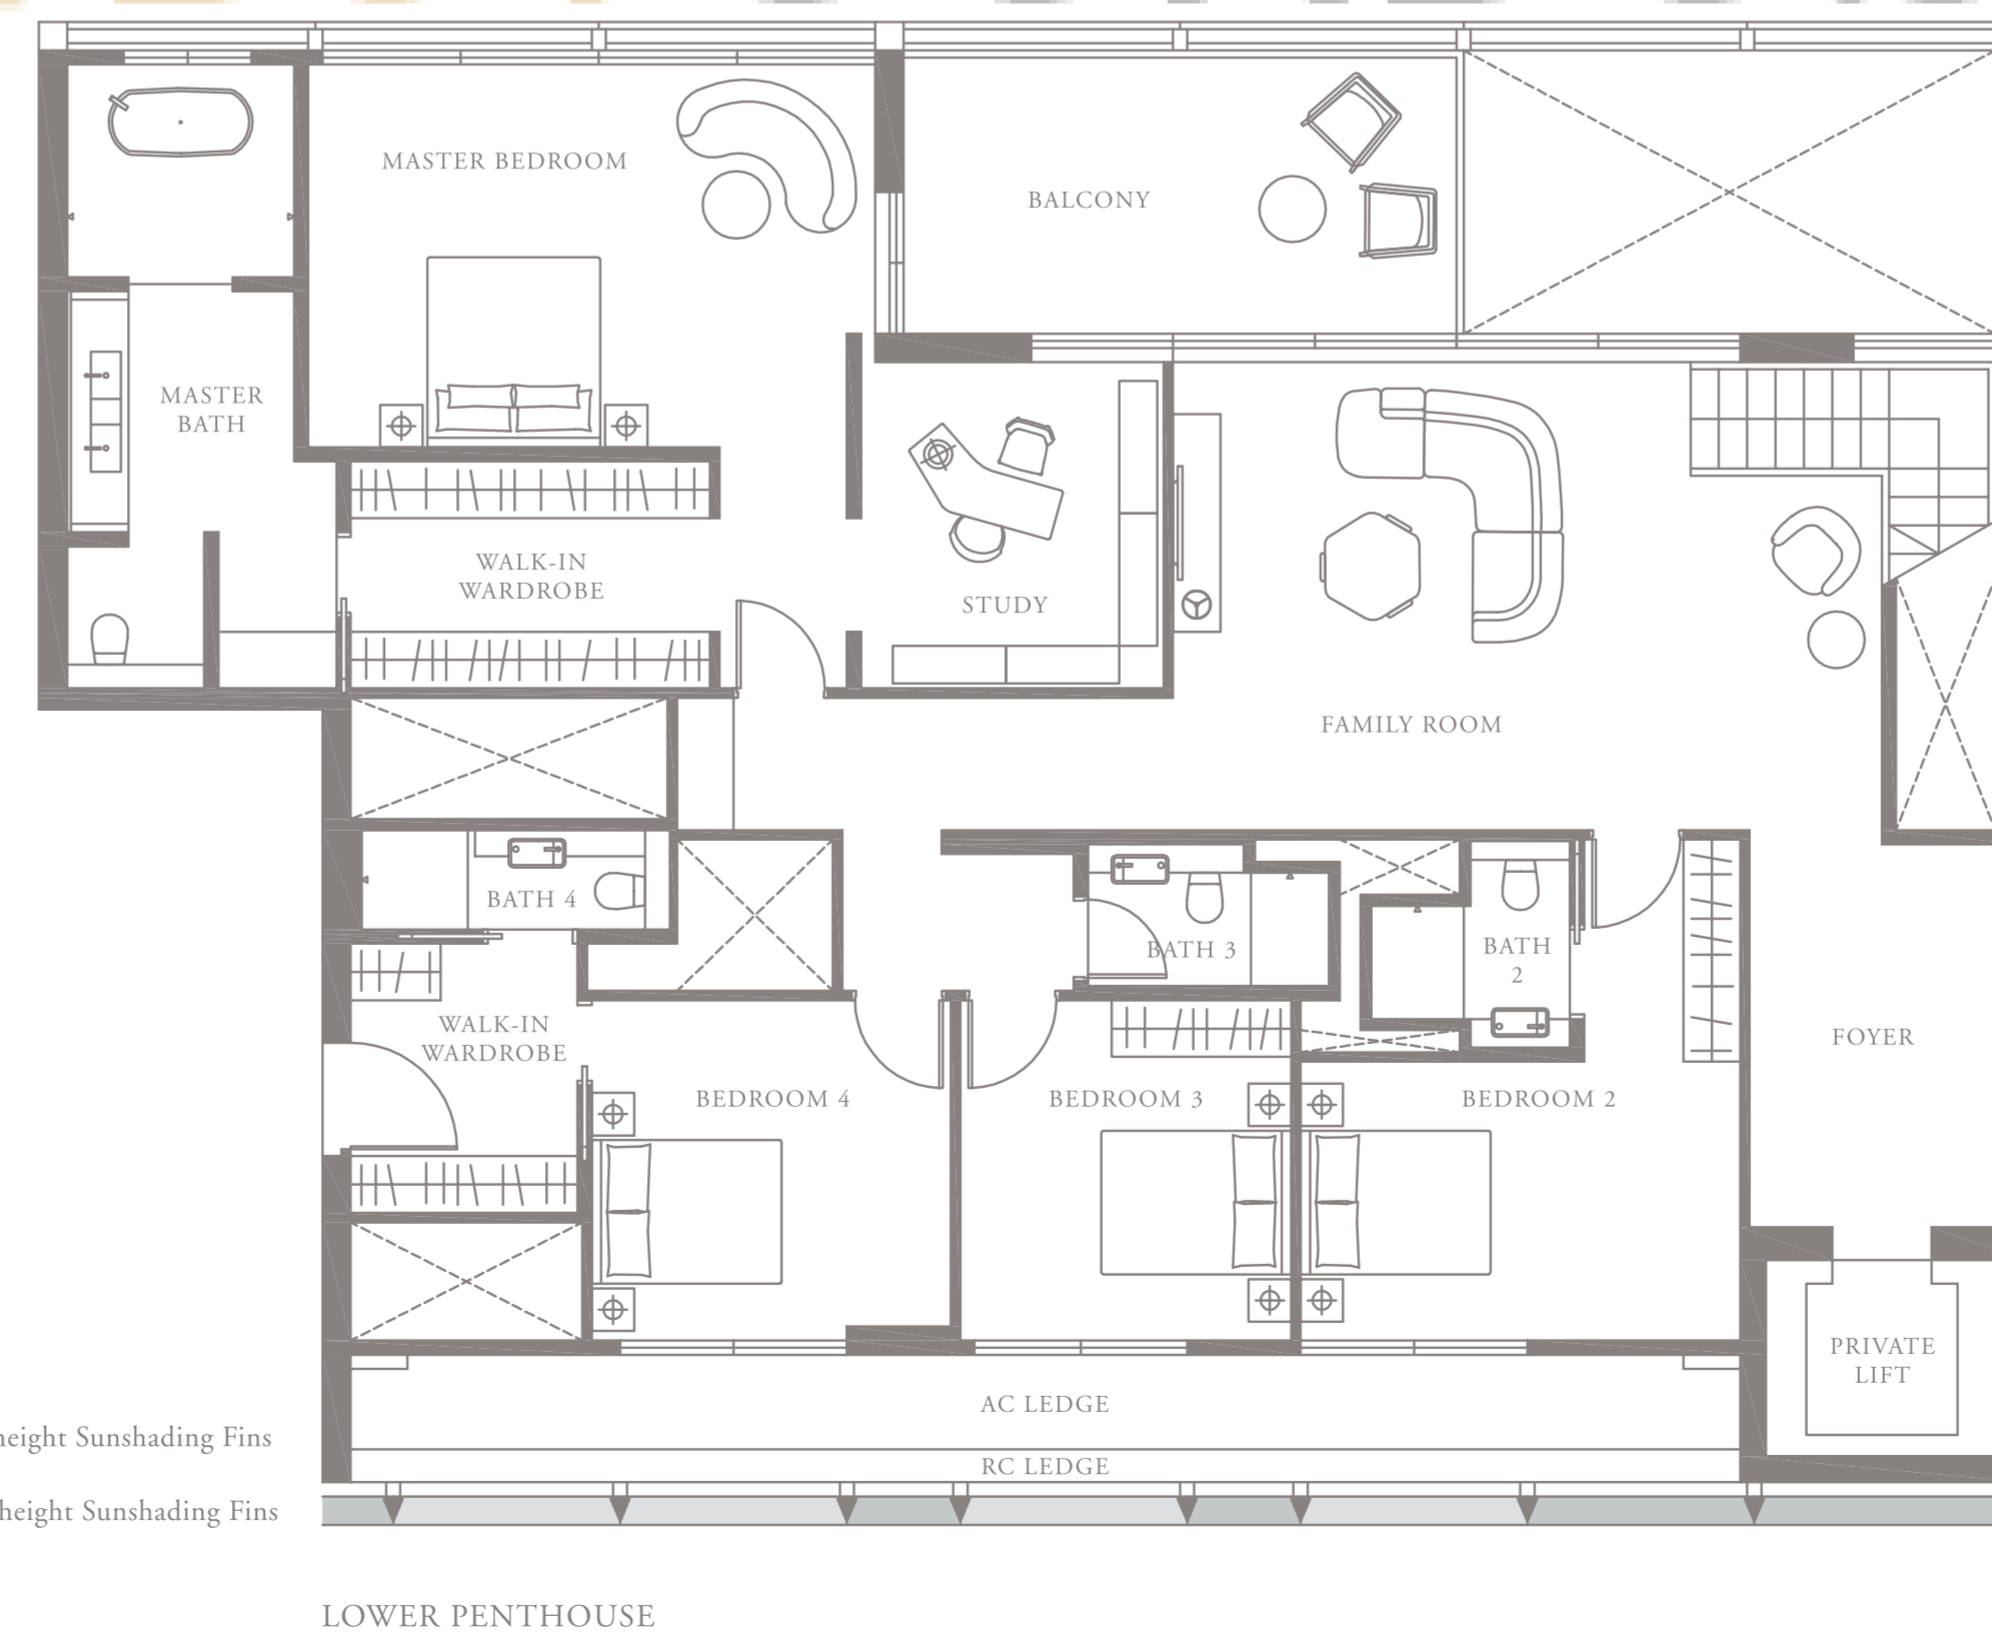 MASTER BEDROOM
BALCONY
MASTER
BATH
WALK-IN
WARDROBE
STUDY
FAMILY ROOM
BATH 4
BATH 3
BATH
2
WALK-IN
WARDROBE
FOYER
BEDROOM 4
BEDROOM 3
BEDROOM 2
PRIVATE
LIFT
AC LEDGE
height Sunshading Fins
RC LEDGE
height Sunshading Fins
LOWER PENTHOUSE